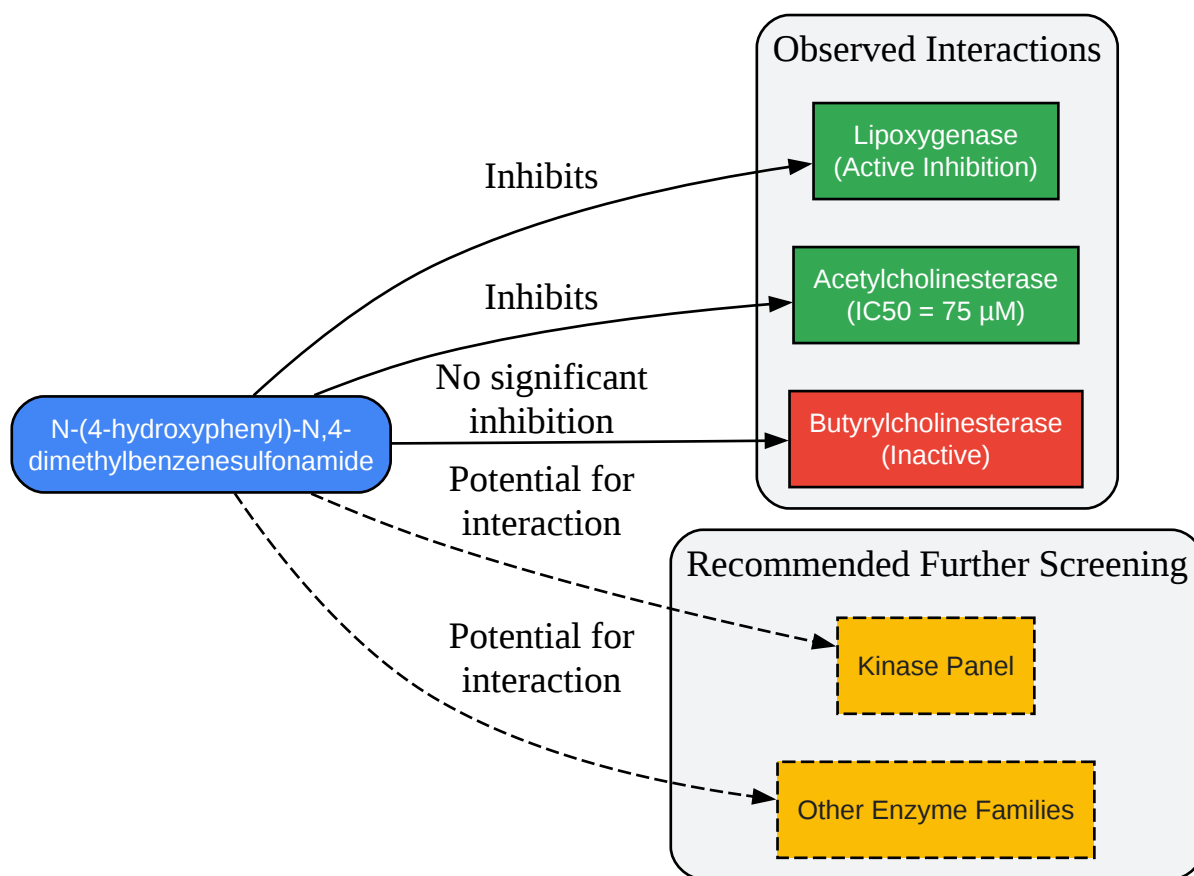 Observed Interactions
Lipoxygenase
(Active Inhibition)
Inhibits
Acetylcholinesterase
(IC50 = 75 µM)
Inhibits
No significant
inhibition
Butyrylcholinesterase
(Inactive)
N-(4-hydroxyphenyl)-N,4-
dimethylbenzenesulfonamide
Potential for
interaction
Recommended Further Screening
Kinase Panel
Potential for
interaction
Other Enzyme Families